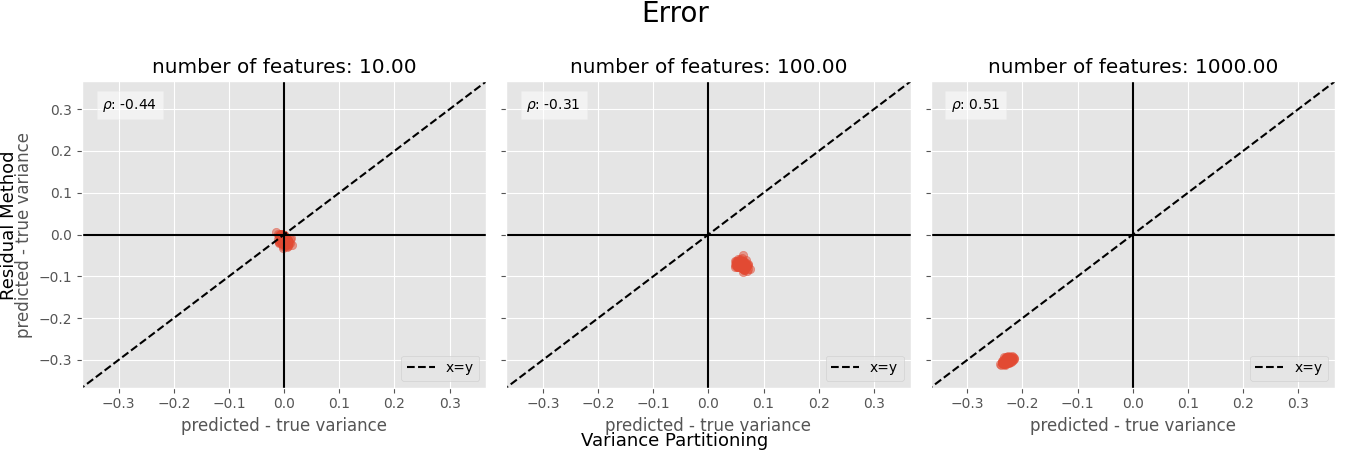 Error
number of features: 10.00
number of features: 100.00
number of features: 1000.00
ρ: -0.44
ρ: -0.31
ρ: 0.51
0.3
0.2
0.1
0.0
−0.1
−0.2
−0.3
Residual Method
predicted - true variance
x=y
x=y
x=y
−0.3 −0.2 −0.1 0.0 0.1 0.2 0.3
−0.3 −0.2 −0.1 0.0 0.1 0.2 0.3
−0.3 −0.2 −0.1 0.0 0.1 0.2 0.3
predicted - true variance
predicted - true variance
predicted - true variance
Variance Partitioning